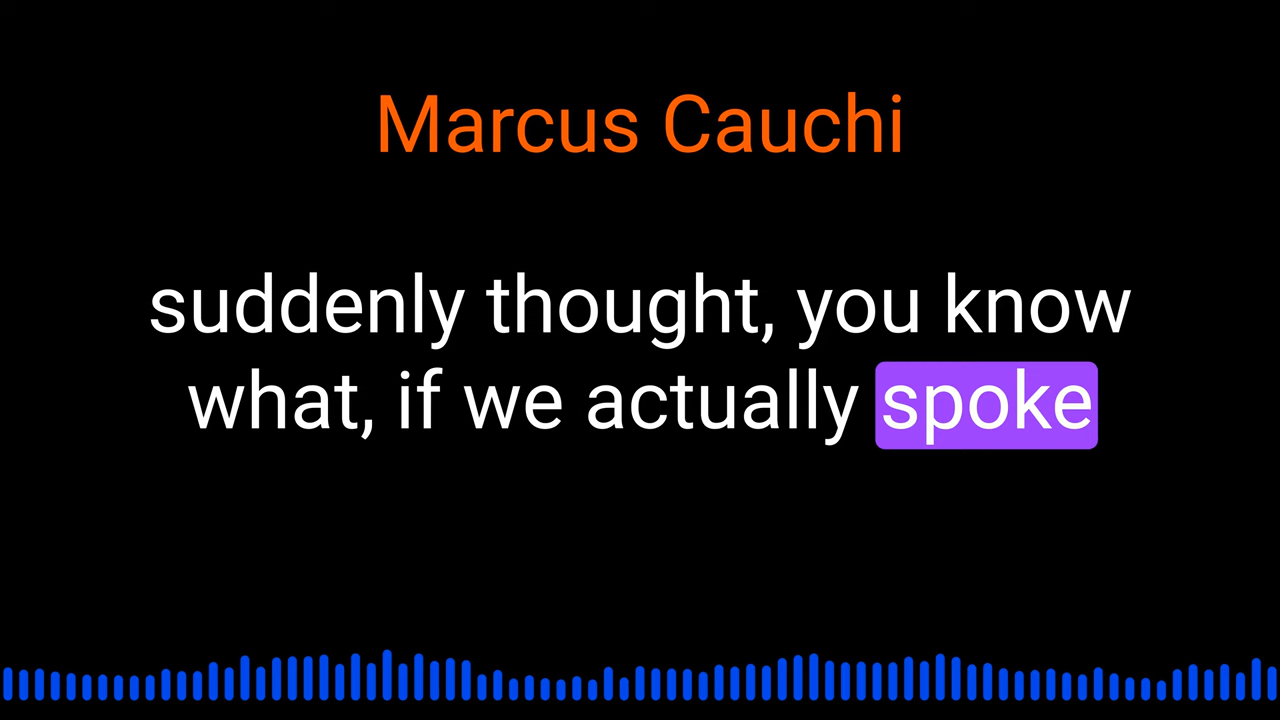 Marcus Cauchi
suddenly thought, you know
what, if we actually spoke